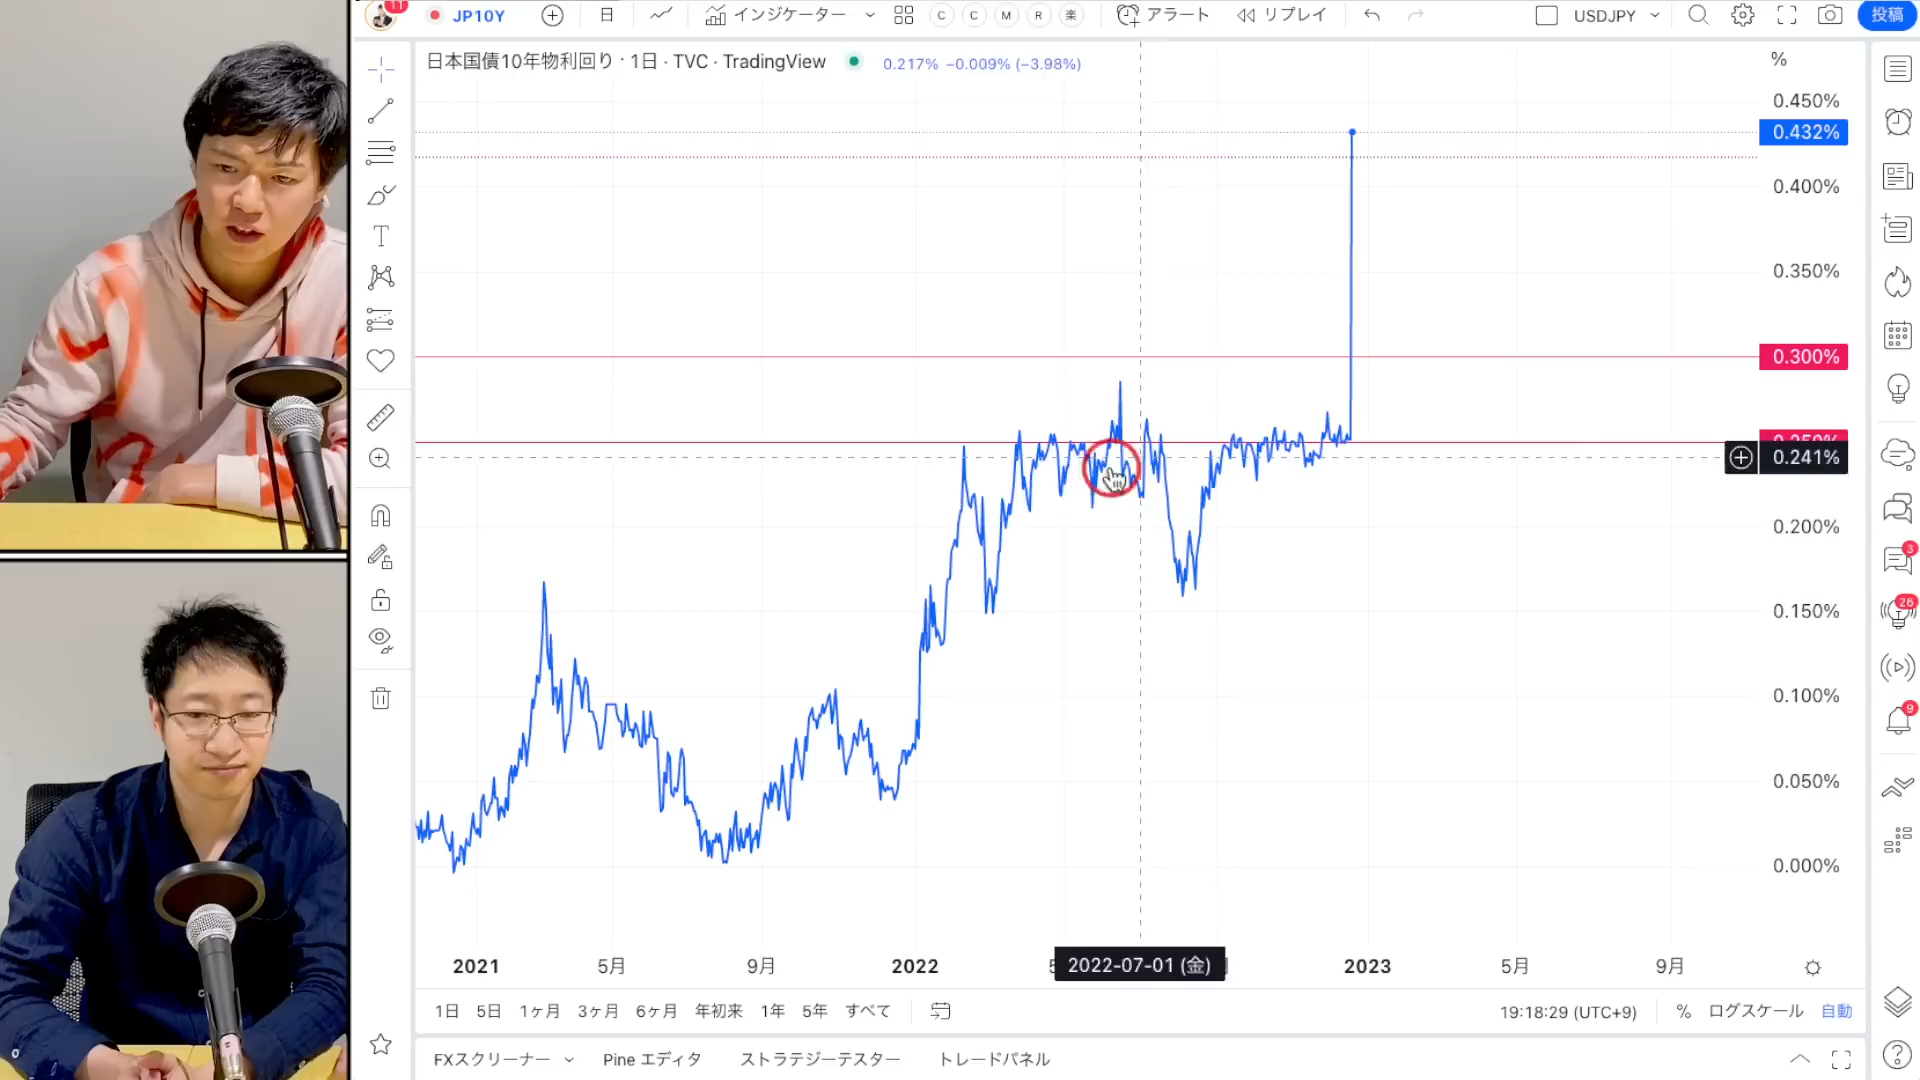 11
JP10Y
日
インジケーター
C
C
M
R
楽
アラート
リプレイ
USDJPY
投稿
日本国債10年物利回り · 1日 · TVC · TradingView
0.217% −0.009% (−3.98%)
%
0.450%
0.432%
0.400%
0.350%
0.300%
0.250%
0.241%
0.200%
0.150%
0.100%
0.050%
0.000%
3
26
9
2021
5月
9月
2022
2022-07-01 (金)
2023
5月
9月
1日 5日 1ヶ月 3ヶ月 6ヶ月 年初来 1年 5年 すべて
19:18:29 (UTC+9)
% ログスケール 自動
FXスクリーナー Pine エディタ ストラテジーテスター トレードパネル